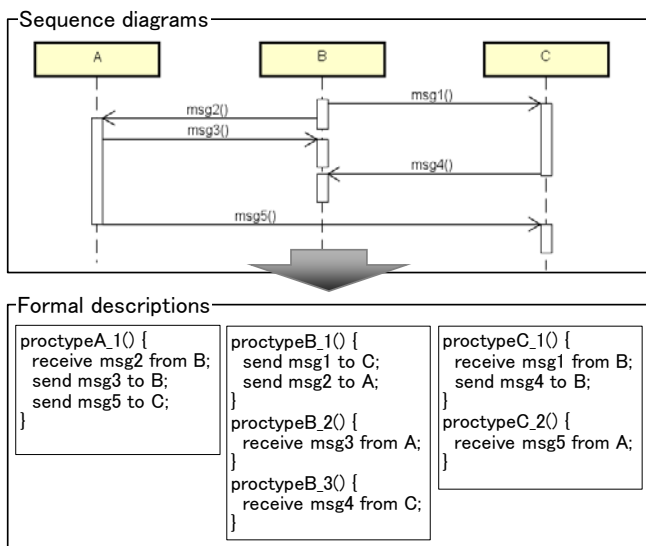 Sequence diagrams
A
B
C
msg1()
msg2()
msg3()
msg4()
msg5()
Formal descriptions
proctypeA_1() {
receive msg2 from B;
send msg3 to B;
send msg5 to C;
}
proctypeB_1() {
send msg1 to C;
send msg2 to A;
}
proctypeB_2() {
receive msg3 from A;
}
proctypeB_3() {
receive msg4 from C;
}
proctypeC_1() {
receive msg1 from B;
send msg4 to B;
}
proctypeC_2() {
receive msg5 from A;
}